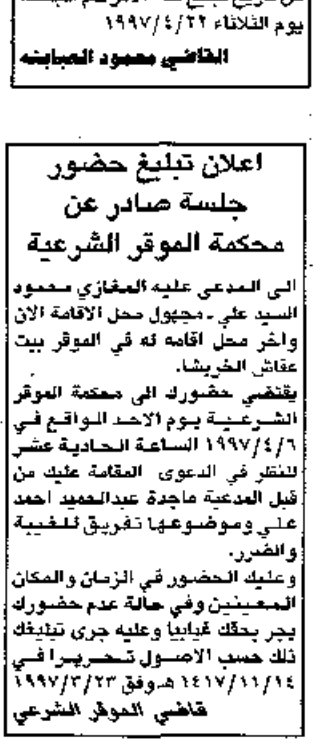 يوم الثلاثاء ١٩٩٧/٤/٢٢
القاضي محمود العبابنه
اعلان تبليغ حضور
جلسة صادر عن
محكمة الموقر الشرعية
الى المدعى عليه المغازي محمود
السيد علي - مجهول محل الاقامة الان
واخر محل اقامه له في الموقر بيت
عقاش الخريشا.
يقتضي حضورك الى محكمة الموقر
الشرعية يوم الاحد الواقع في
١٩٩٧/٤/٦ الساعة الحادية عشر
للنظر في الدعوى المقامة عليك من
قبل المدعية ماجدة عبدالحميد احمد
علي وموضوعها تفريق للغيبة
والضرر.
وعليك الحضور في الزمان والمكان
المعينين وفي حالة عدم حضورك
يجر بحقك غيابيا وعليه جرى تبليغك
ذلك حسب الاصول تحريرا في
١٤١٧/١١/١٤ هـ وفق ١٩٩٧/٣/٢٣
قاضي الموقر الشرعي